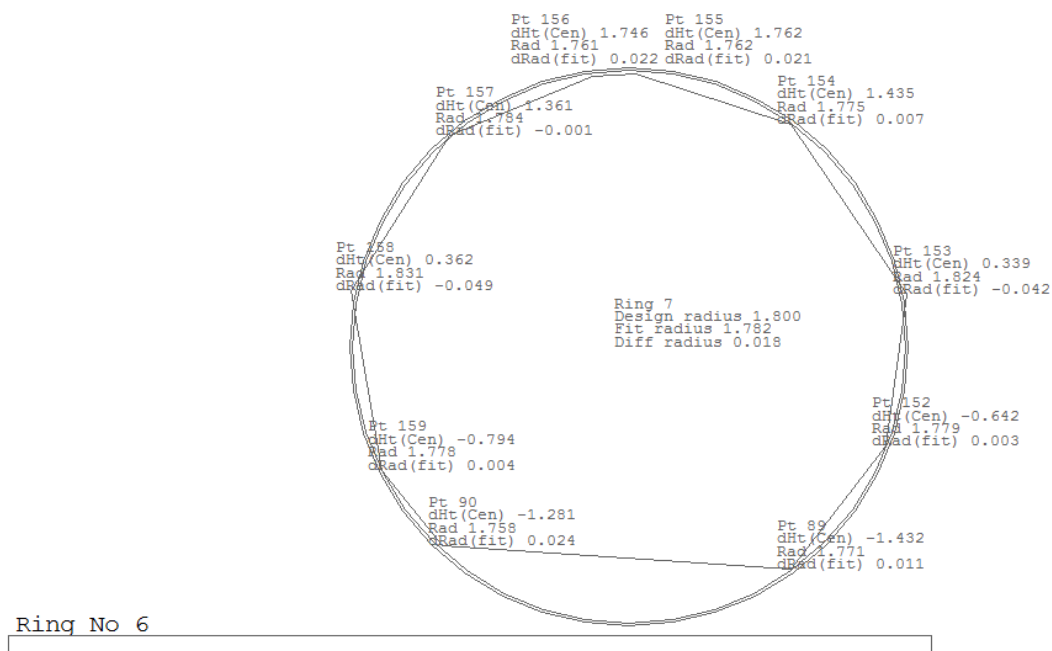 Pt 156
dHt(Cen) 1.746
Rad 1.761
dRad(fit) 0.022
Pt 155
dHt(Cen) 1.762
Rad 1.762
dRad(fit) 0.021
Pt 157
dHt(Cen) 1.361
Rad 1.784
dRad(fit) -0.001
Pt 154
dHt(Cen) 1.435
Rad 1.775
dRad(fit) 0.007
Pt 158
dHt(Cen) 0.362
Rad 1.831
dRad(fit) -0.049
Pt 153
dHt(Cen) 0.339
Rad 1.824
dRad(fit) -0.042
Ring 7
Design radius 1.800
Fit radius 1.782
Diff radius 0.018
Pt 152
dHt(Cen) -0.642
Rad 1.779
dRad(fit) 0.003
Pt 159
dHt(Cen) -0.794
Rad 1.778
dRad(fit) 0.004
Pt 90
dHt(Cen) -1.281
Rad 1.758
dRad(fit) 0.024
Pt 89
dHt(Cen) -1.432
Rad 1.771
dRad(fit) 0.011
Ring No 6